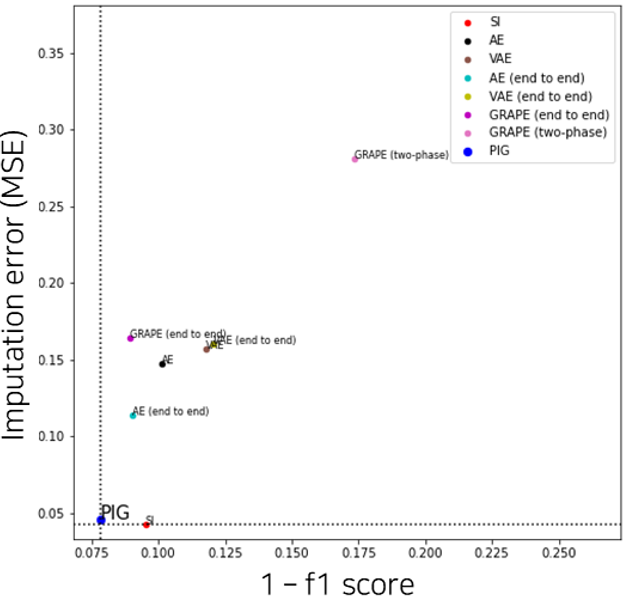 SI
AE
VAE
AE (end to end)
VAE (end to end)
GRAPE (end to end)
GRAPE (two-phase)
PIG
0.35
0.30
0.25
0.20
0.15
0.10
0.05
Imputation error (MSE)
GRAPE (two-phase)
GRAPE (end to end)
VAE (end to end)
VAE
AE
AE (end to end)
PIG
SI
0.075
0.100
0.125
0.150
0.175
0.200
0.225
0.250
1 – f1 score